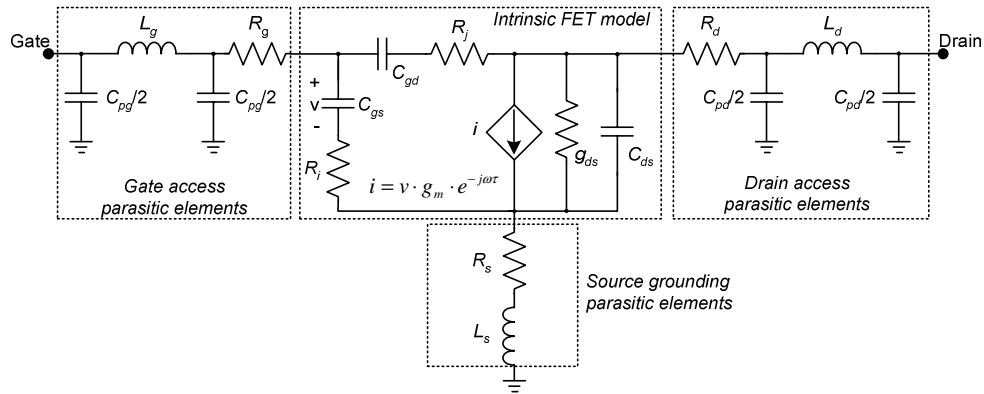 Intrinsic FET model
Gate
L_g
R_g
C_gd
R_j
R_d
L_d
Drain
C_pg/2
C_pg/2
+
v
-
C_gs
R_i
i
g_ds
C_ds
C_pd/2
C_pd/2
i = v · g_m · e^{-jωτ}
Gate access
parasitic elements
Drain access
parasitic elements
R_s
L_s
Source grounding
parasitic elements